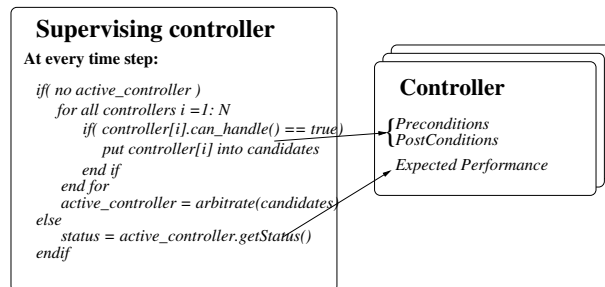 Supervising controller
At every time step:
if( no active_controller )
for all controllers i =1: N
if( controller[i].can_handle() == true)
put controller[i] into candidates
end if
end for
active_controller = arbitrate(candidates)
else
status = active_controller.getStatus()
endif
Controller
{Preconditions
PostConditions
Expected Performance